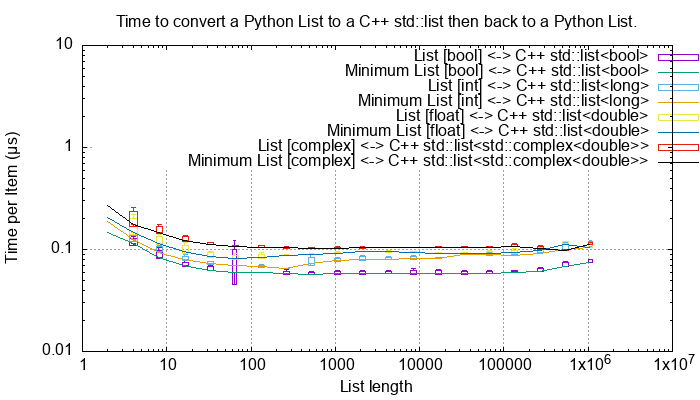 Time to convert a Python List to a C++ std::list then back to a Python List.
10
List [bool] <-> C++ std::list<bool>
Minimum List [bool] <-> C++ std::list<bool>
List [int] <-> C++ std::list<long>
Minimum List [int] <-> C++ std::list<long>
List [float] <-> C++ std::list<double>
Minimum List [float] <-> C++ std::list<double>
List [complex] <-> C++ std::list<std::complex<double>>
Minimum List [complex] <-> C++ std::list<std::complex<double>>
1
Time per Item (µs)
0.1
0.01
1 10 100 1000 10000 100000 1x10⁶ 1x10⁷
List length